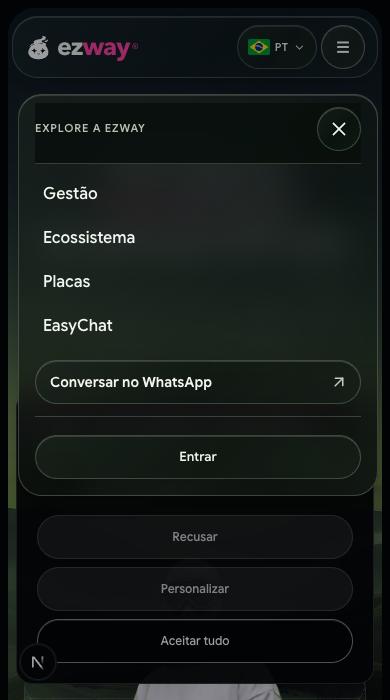 ezway®
PT
EXPLORE A EZWAY
Gestão
Ecossistema
Placas
EasyChat
Conversar no WhatsApp
Entrar
Recusar
Personalizar
Aceitar tudo
N